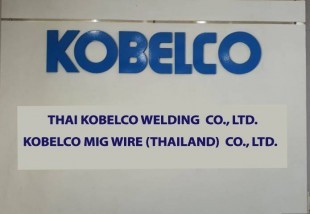 KOBELCO
THAI KOBELCO WELDING CO., LTD.
KOBELCO MIG WIRE (THAILAND) CO., LTD.